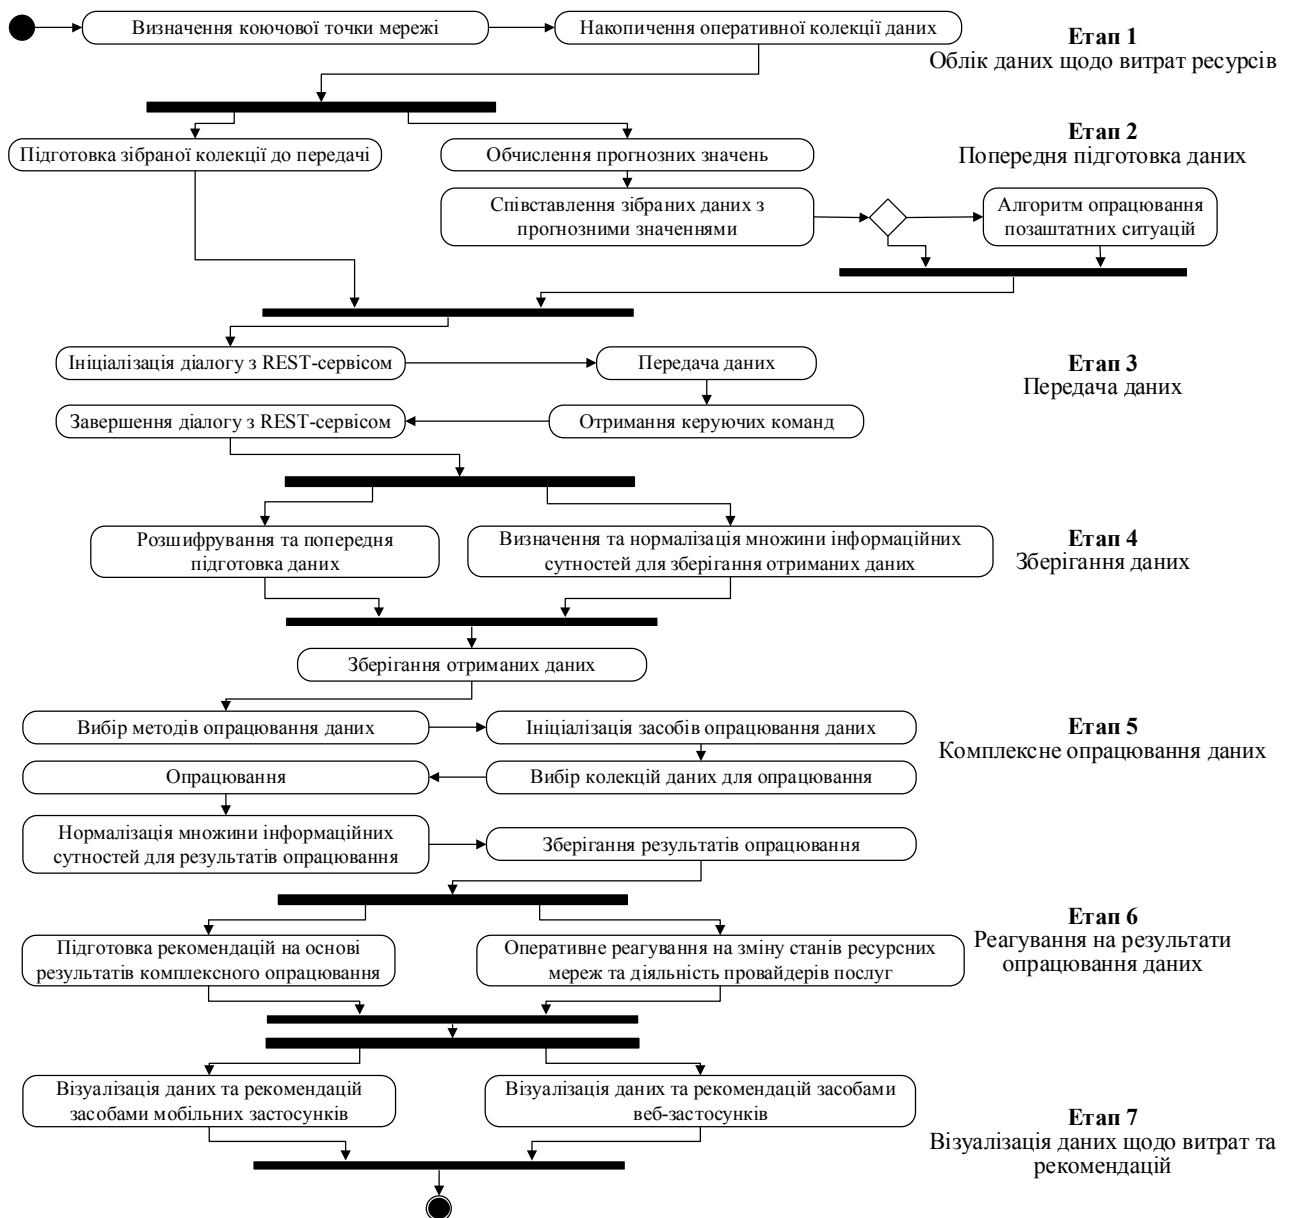 Визначення коючової точки мережі
Накопичення оперативної колекції даних
Етап 1
Облік даних щодо витрат ресурсів
Підготовка зібраної колекції до передачі
Обчислення прогнозних значень
Етап 2
Попередня підготовка даних
Співставлення зібраних даних з
прогнозними значеннями
Алгоритм опрацювання
позаштатних ситуацій
Ініціалізація діалогу з REST-сервісом
Передача даних
Етап 3
Передача даних
Завершення діалогу з REST-сервісом
Отримання керуючих команд
Розшифрування та попередня
підготовка даних
Визначення та нормалізація множини інформаційних
сутностей для зберігання отриманих даних
Етап 4
Зберігання даних
Зберігання отриманих даних
Вибір методів опрацювання даних
Ініціалізація засобів опрацювання даних
Етап 5
Комплексне опрацювання даних
Опрацювання
Вибір колекцій даних для опрацювання
Нормалізація множини інформаційних
сутностей для результатів опрацювання
Зберігання результатів опрацювання
Етап 6
Реагування на результати
опрацювання даних
Підготовка рекомендацій на основі
результатів комплексного опрацювання
Оперативне реагування на зміну станів ресурсних
мереж та діяльність провайдерів послуг
Візуалізація даних та рекомендацій
засобами мобільних застосунків
Візуалізація даних та рекомендацій засобами
веб-застосунків
Етап 7
Візуалізація даних щодо витрат та
рекомендацій